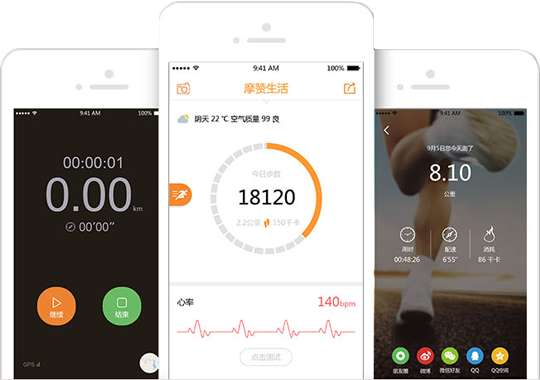 9:41 AM
00:00:01
0.00 km
00'00"
继续
结束
GPS
9:41 AM 100%
摩赞生活
阴天 22 ℃ 空气质量 99 良
今日步数
18120
2.2公里 150千卡
心率 140bpm
点击测试
9:41 AM 100%
9月5日您今天跑了
8.10
公里
用时 配速 消耗
00:48:26 6'55" 86 千卡
朋友圈 微博 微信好友 QQ QQ空间